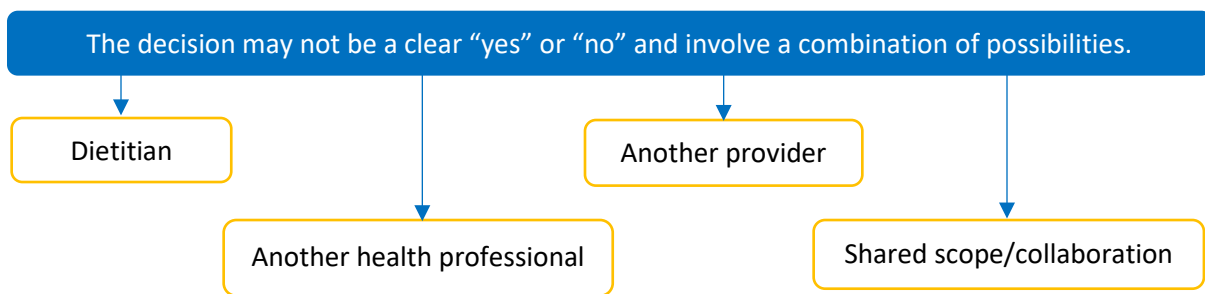 The decision may not be a clear “yes” or “no” and involve a combination of possibilities.
Dietitian
Another provider
Another health professional
Shared scope/collaboration